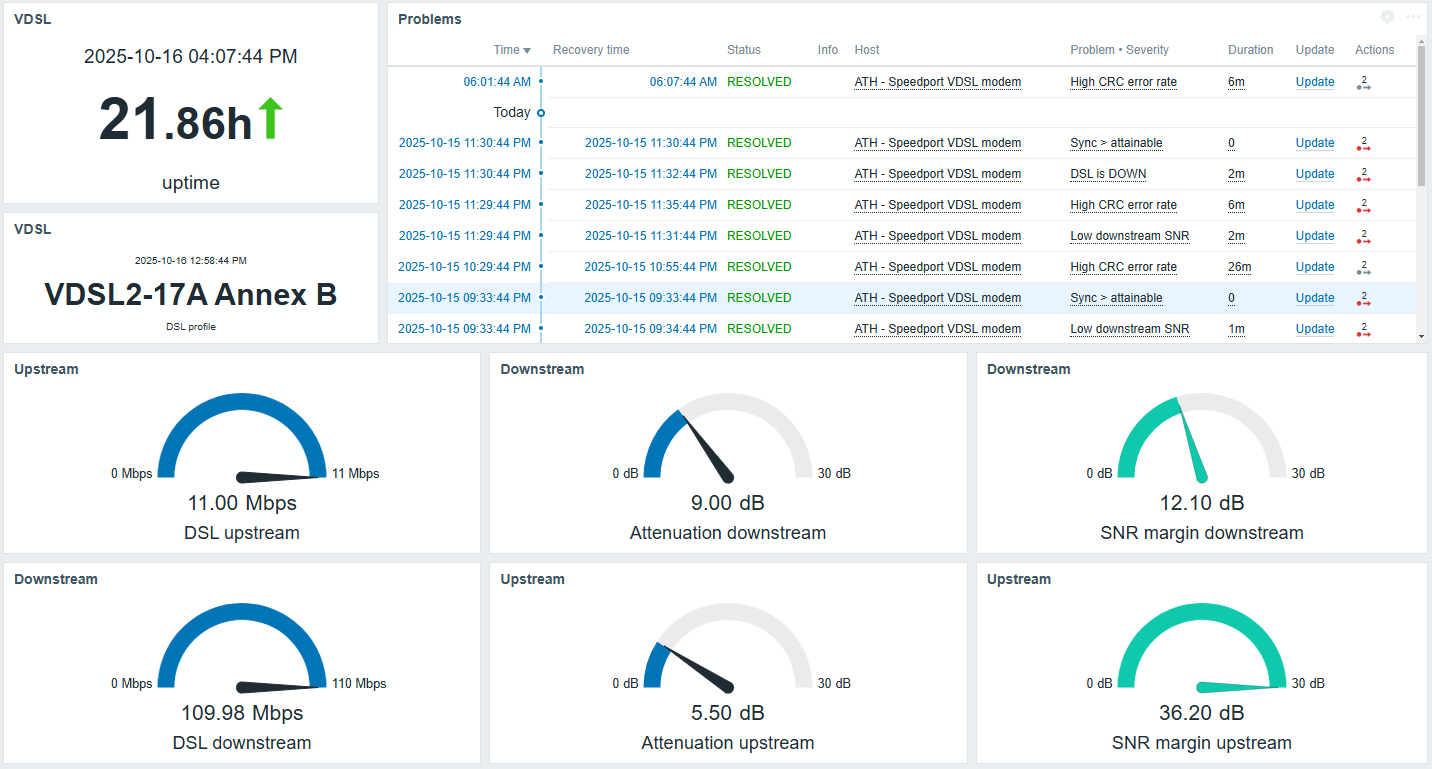 VDSL
2025-10-16 04:07:44 PM
21.86h
uptime
VDSL
2025-10-16 12:58:44 PM
VDSL2-17A Annex B
DSL profile
Problems
Time Recovery time Status Info Host Problem • Severity Duration Update Actions
06:01:44 AM 06:07:44 AM RESOLVED ATH - Speedport VDSL modem High CRC error rate 6m Update 2
Today
2025-10-15 11:30:44 PM 2025-10-15 11:30:44 PM RESOLVED ATH - Speedport VDSL modem Sync > attainable 0 Update 2
2025-10-15 11:30:44 PM 2025-10-15 11:32:44 PM RESOLVED ATH - Speedport VDSL modem DSL is DOWN 2m Update 2
2025-10-15 11:29:44 PM 2025-10-15 11:35:44 PM RESOLVED ATH - Speedport VDSL modem High CRC error rate 6m Update 2
2025-10-15 11:29:44 PM 2025-10-15 11:31:44 PM RESOLVED ATH - Speedport VDSL modem Low downstream SNR 2m Update 2
2025-10-15 10:29:44 PM 2025-10-15 10:55:44 PM RESOLVED ATH - Speedport VDSL modem High CRC error rate 26m Update 2
2025-10-15 09:33:44 PM 2025-10-15 09:33:44 PM RESOLVED ATH - Speedport VDSL modem Sync > attainable 0 Update 2
2025-10-15 09:33:44 PM 2025-10-15 09:34:44 PM RESOLVED ATH - Speedport VDSL modem Low downstream SNR 1m Update 2
Upstream
0 Mbps 11 Mbps
11.00 Mbps
DSL upstream
Downstream
0 dB 30 dB
9.00 dB
Attenuation downstream
Downstream
0 dB 30 dB
12.10 dB
SNR margin downstream
Downstream
0 Mbps 110 Mbps
109.98 Mbps
DSL downstream
Upstream
0 dB 30 dB
5.50 dB
Attenuation upstream
Upstream
0 dB 30 dB
36.20 dB
SNR margin upstream